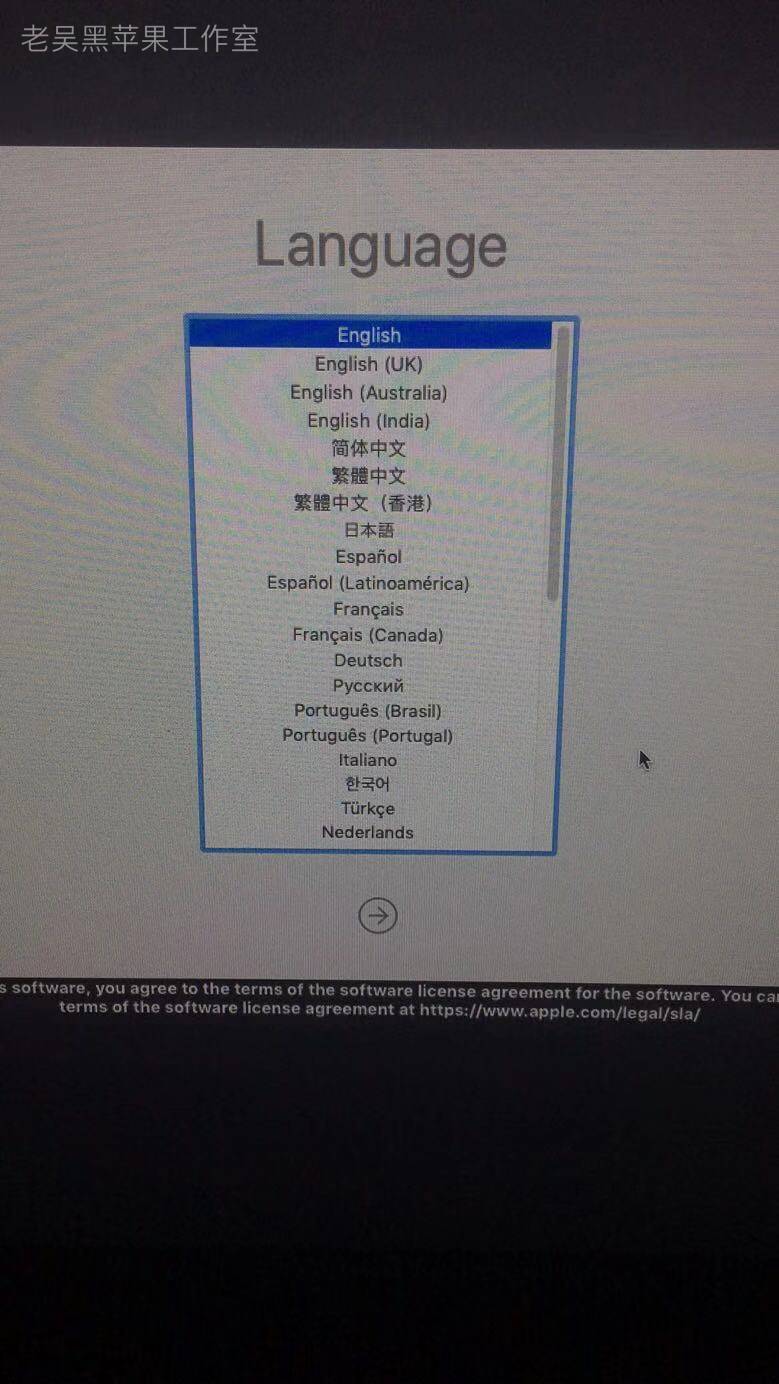 老吴黑苹果工作室
Language
English
English (UK)
English (Australia)
English (India)
简体中文
繁體中文
繁體中文（香港）
日本語
Español
Español (Latinoamérica)
Français
Français (Canada)
Deutsch
Русский
Português (Brasil)
Português (Portugal)
Italiano
한국어
Türkçe
Nederlands
software, you agree to the terms of the software license agreement for the software. You
terms of the software license agreement at https://www.apple.com/legal/sla/